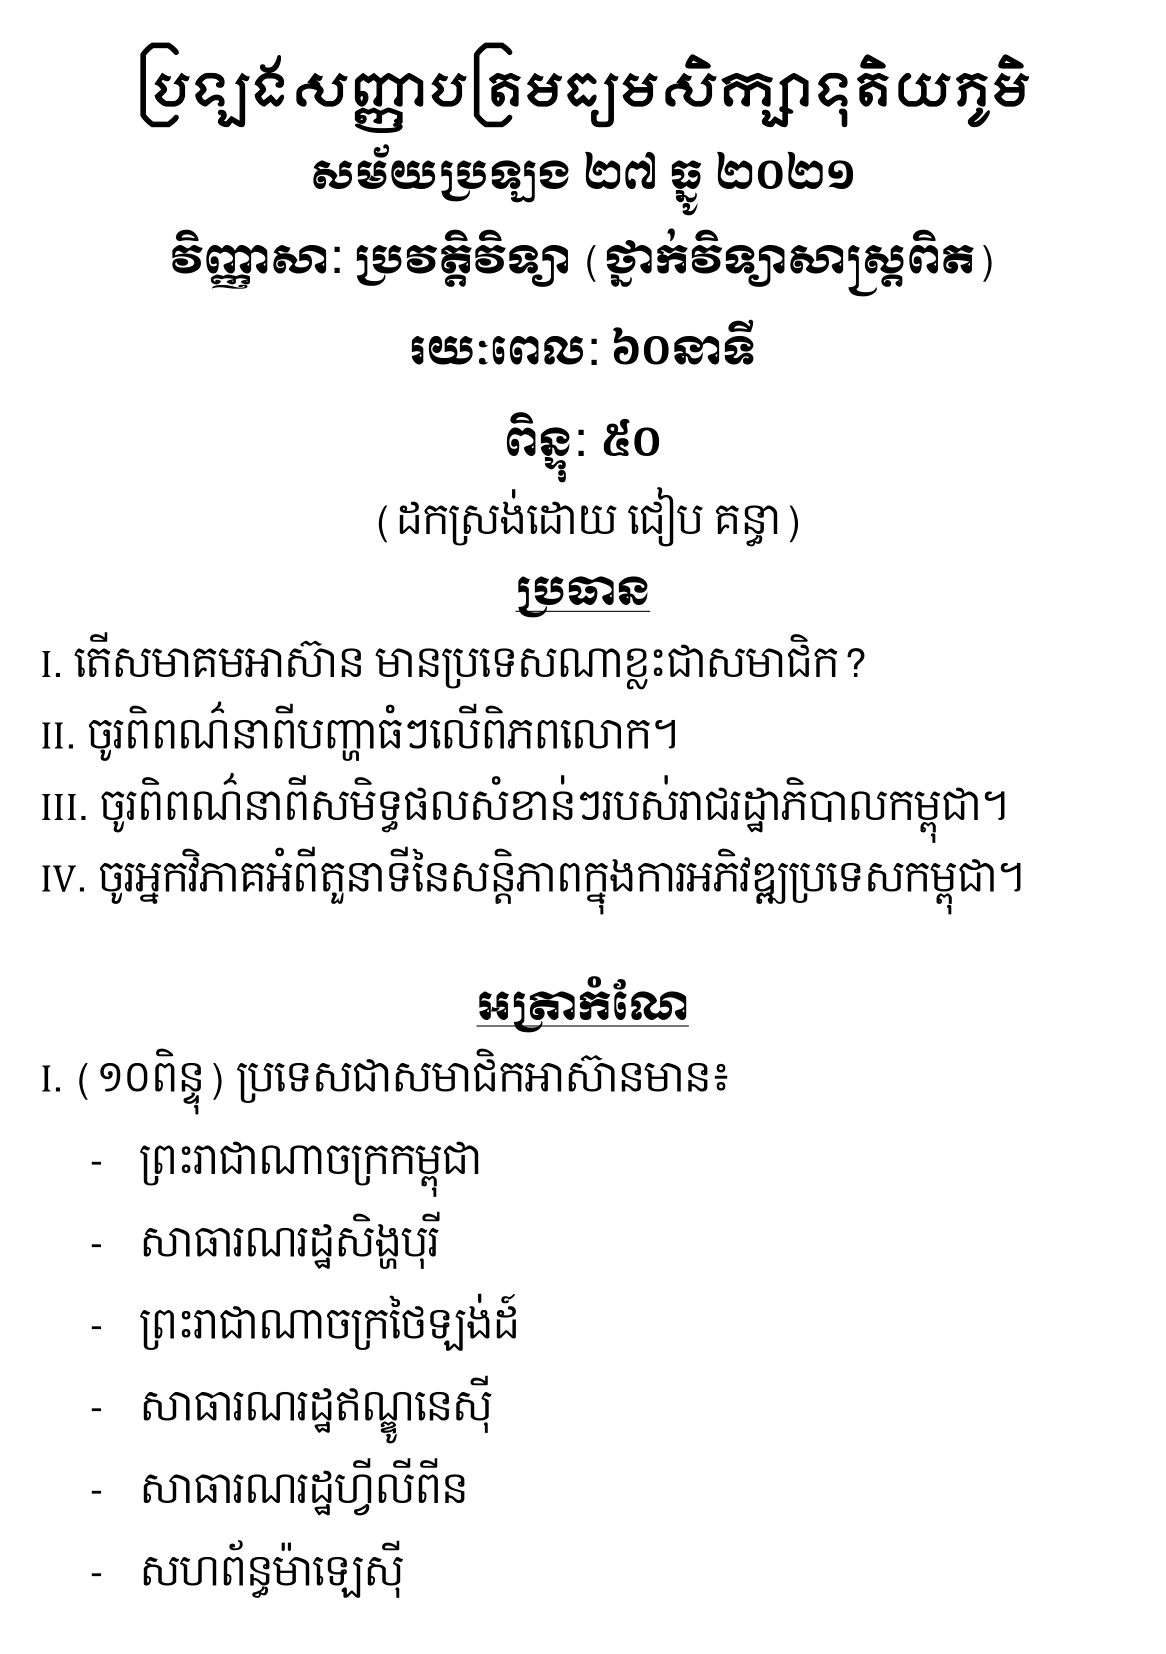 ប្រឡងសញ្ញាបត្រមធ្យមសិក្សាទុតិយភូមិ
សម័យប្រឡង ២៧ ធ្នូ ២០២១
វិញ្ញាសា: ប្រវត្តិវិទ្យា (ថ្នាក់វិទ្យាសាស្ត្រពិត)
រយៈពេល: ៦០នាទី
ពិន្ទុ: ៥០
(ដកស្រង់ដោយ ជៀប គន្ធា)
ប្រធាន
I. តើសមាគមអាស៊ាន មានប្រទេសណាខ្លះជាសមាជិក?
II. ចូរពិពណ៌នាពីបញ្ហាធំៗលើពិភពលោក។
III. ចូរពិពណ៌នាពីសមិទ្ធផលសំខាន់ៗរបស់រាជរដ្ឋាភិបាលកម្ពុជា។
IV. ចូរអ្នកវិភាគអំពីតួនាទីនៃសន្តិភាពក្នុងការអភិវឌ្ឍប្រទេសកម្ពុជា។
អត្រាកំណែ
I. (១០ពិន្ទុ) ប្រទេសជាសមាជិកអាស៊ានមាន៖
- ព្រះរាជាណាចក្រកម្ពុជា
- សាធារណរដ្ឋសិង្ហបុរី
- ព្រះរាជាណាចក្រថៃឡង់ដ៍
- សាធារណរដ្ឋឥណ្ឌូនេស៊ី
- សាធារណរដ្ឋហ្វីលីពីន
- សហព័ន្ធម៉ាឡេស៊ី